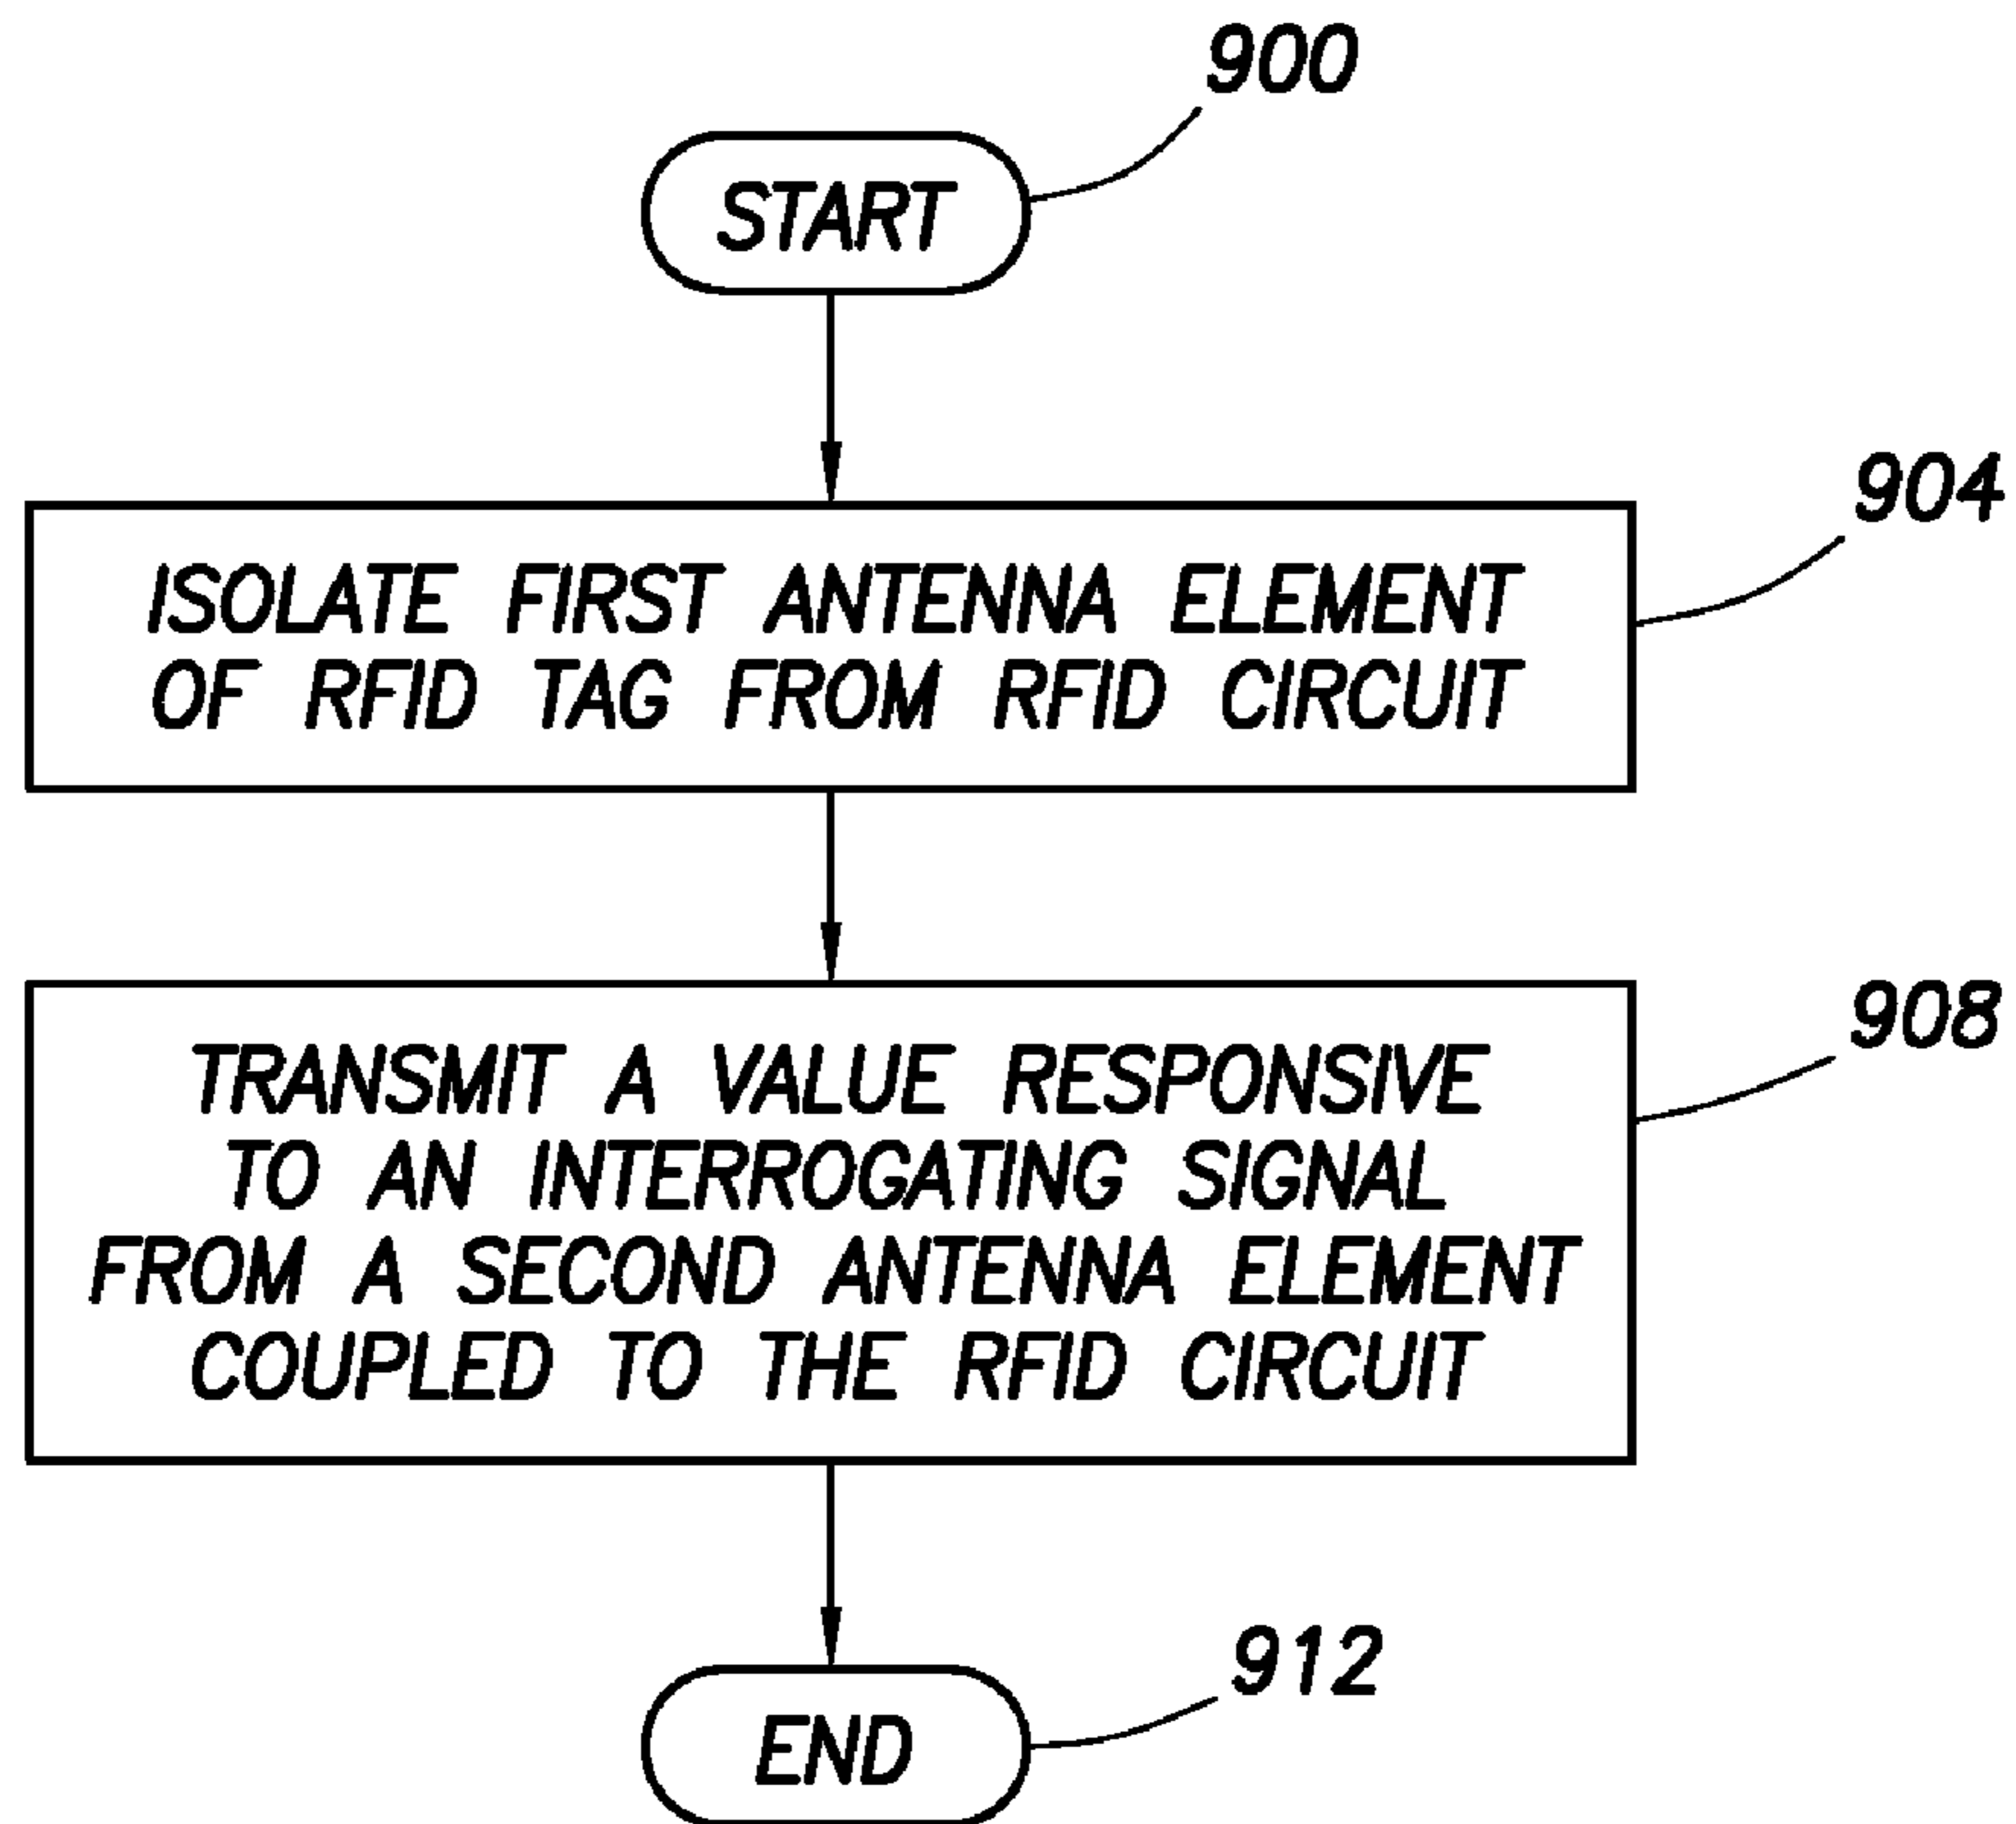 900
START
904
ISOLATE FIRST ANTENNA ELEMENT
OF RFID TAG FROM RFID CIRCUIT
908
TRANSMIT A VALUE RESPONSIVE
TO AN INTERROGATING SIGNAL
FROM A SECOND ANTENNA ELEMENT
COUPLED TO THE RFID CIRCUIT
912
END